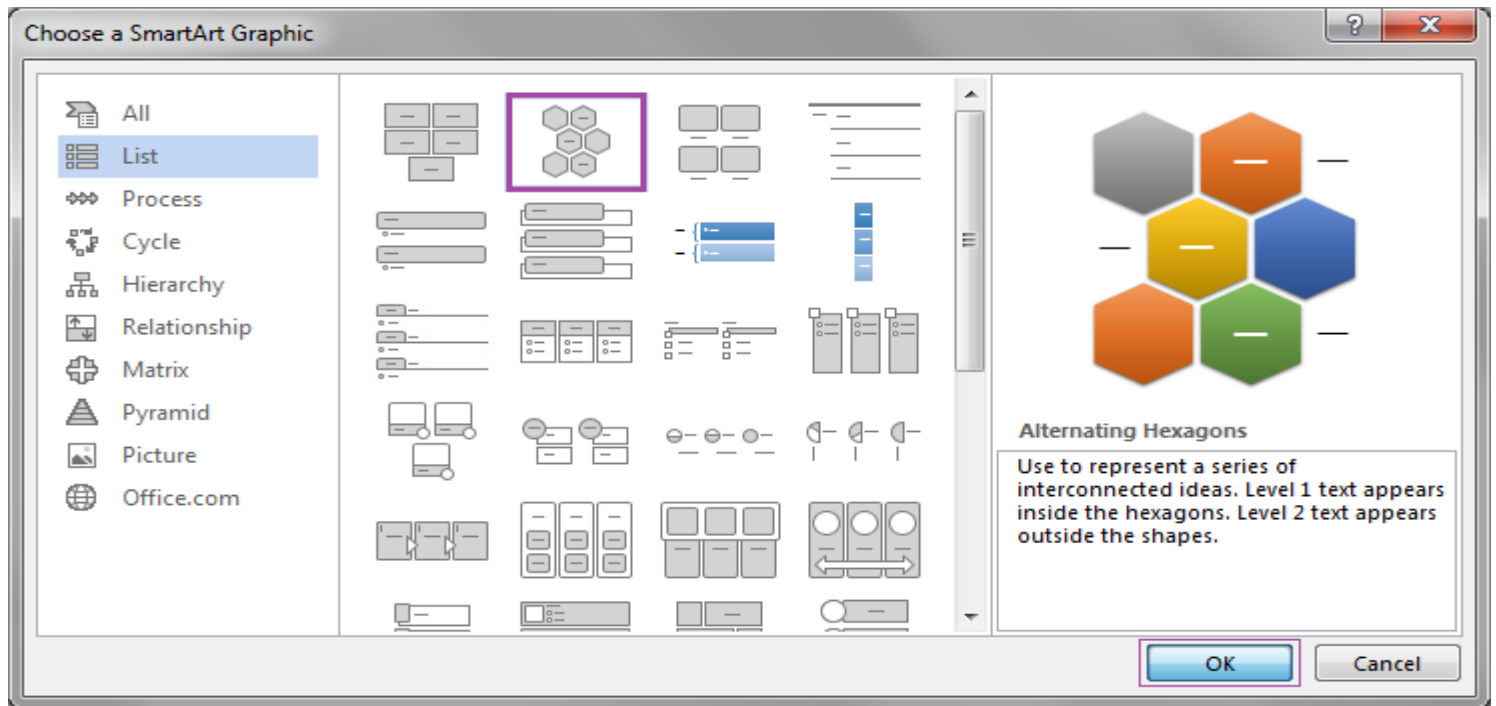 Choose a SmartArt Graphic
All
List
Process
Cycle
Hierarchy
Relationship
Matrix
Pyramid
Picture
Office.com
Alternating Hexagons
Use to represent a series of
interconnected ideas. Level 1 text appears
inside the hexagons. Level 2 text appears
outside the shapes.
OK
Cancel